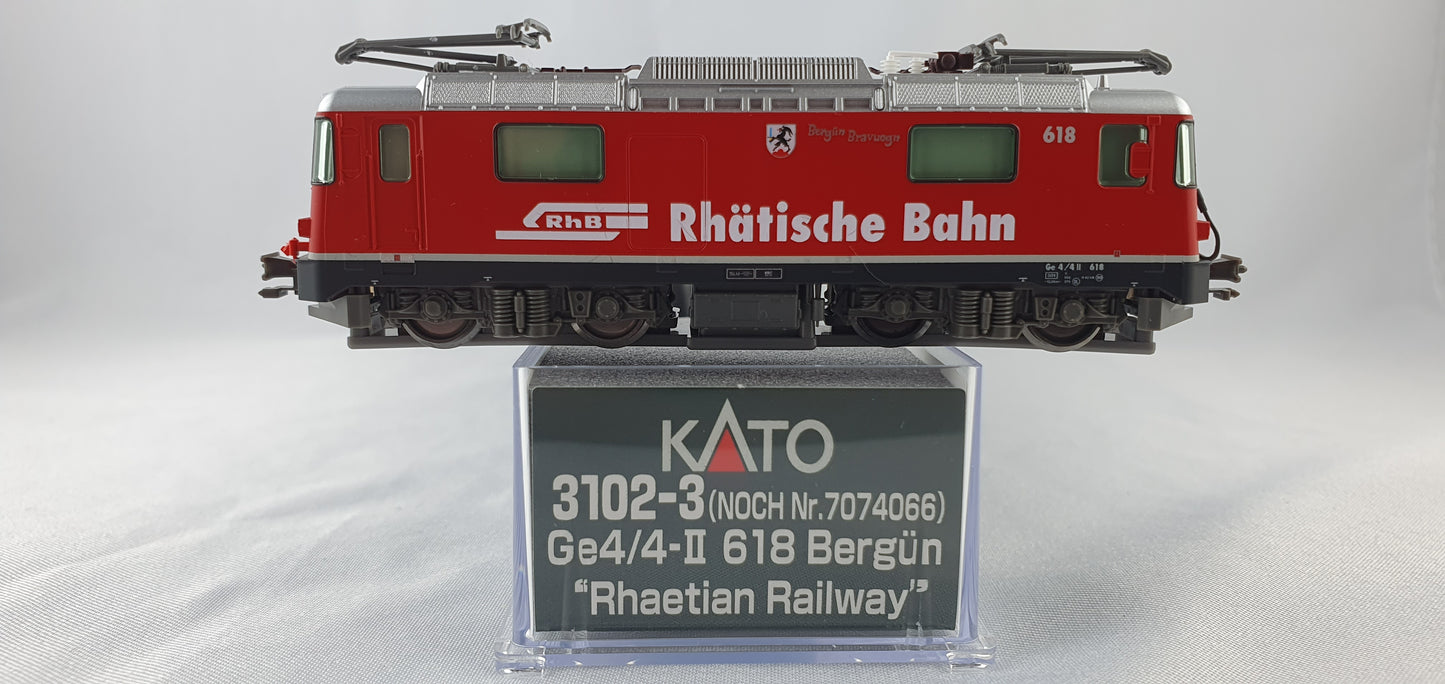 Bergün Bravuogn
618
RhB Rhätische Bahn
Ge 4/4 II 618
KATO
3102-3 (NOCH Nr.7074066)
Ge4/4-II 618 Bergün
“Rhaetian Railway”